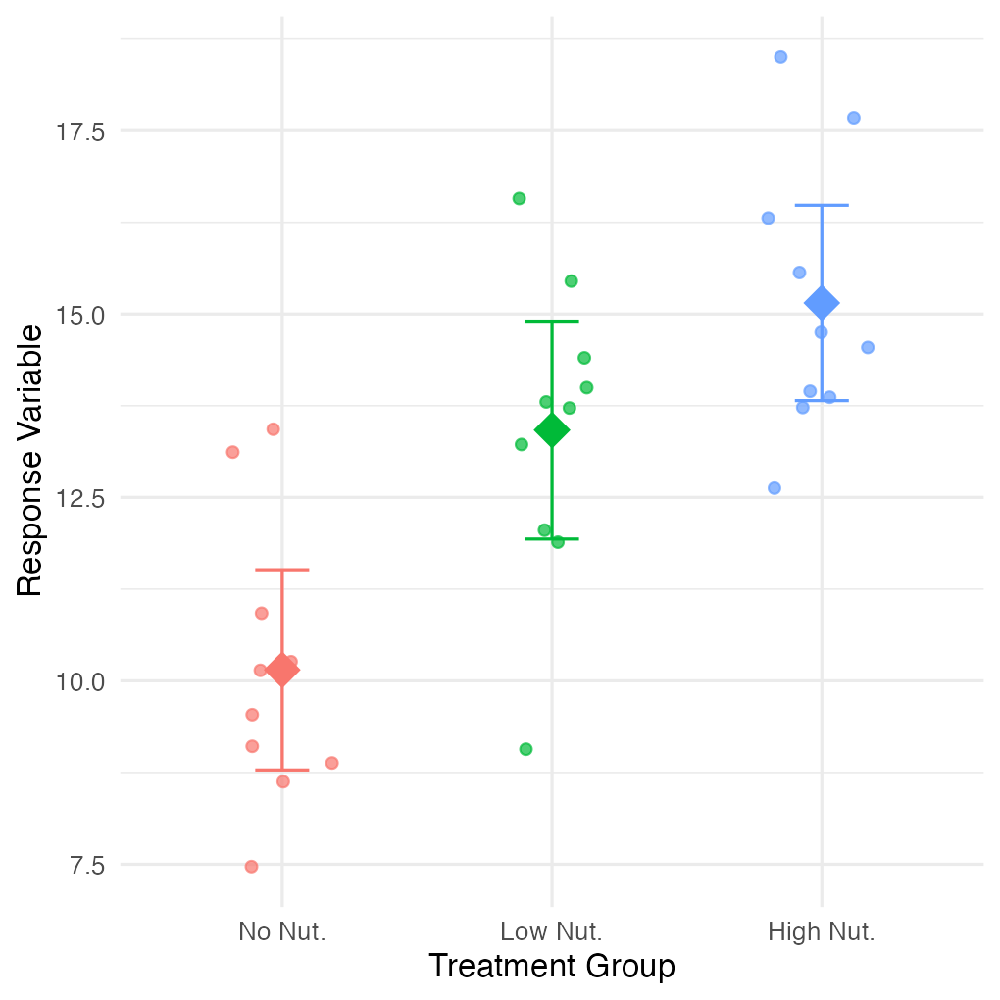 17.5
15.0
12.5
10.0
7.5
Response Variable
No Nut.
Low Nut.
High Nut.
Treatment Group